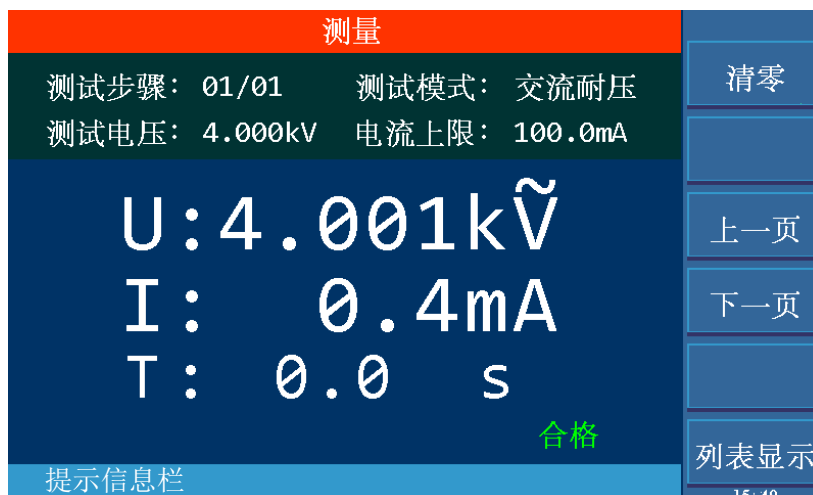 测量
测试步骤: 01/01 测试模式: 交流耐压
测试电压: 4.000kV 电流上限: 100.0mA
U:4.001kṼ
I: 0.4mA
T: 0.0 s
合格
提示信息栏
清零
上一页
下一页
列表显示